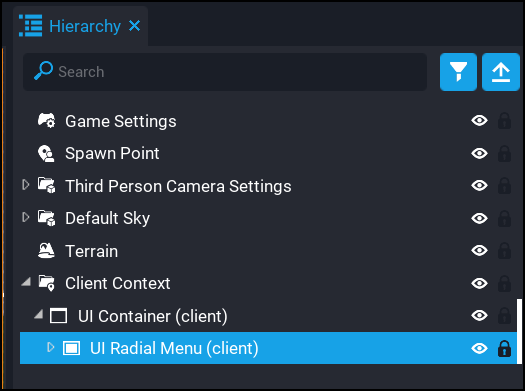 Hierarchy
Search
Game Settings
Spawn Point
Third Person Camera Settings
Default Sky
Terrain
Client Context
UI Container (client)
UI Radial Menu (client)